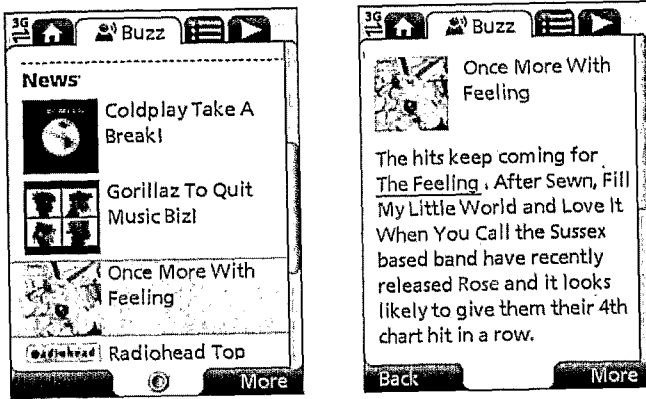 3G
Buzz
News
Coldplay Take A
Break!
Gorillaz To Quit
Music Biz!
Once More With
Feeling
Radiohead
Radiohead Top
More
3G
Buzz
Once More With
Feeling
The hits keep coming for
The Feeling. After Sewn, Fill
My Little World and Love It
When You Call the Sussex
based band have recently
released Rose and it looks
likely to give them their 4th
chart hit in a row.
Back
More